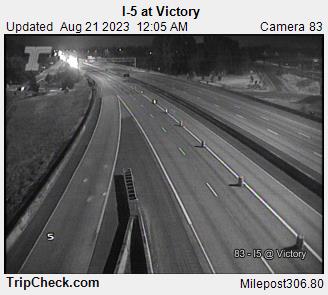 I-5 at Victory
Updated Aug 21 2023 12:05 AM Camera 83
T
S
83 - I5 @ Victory
TripCheck.com Milepost306.80